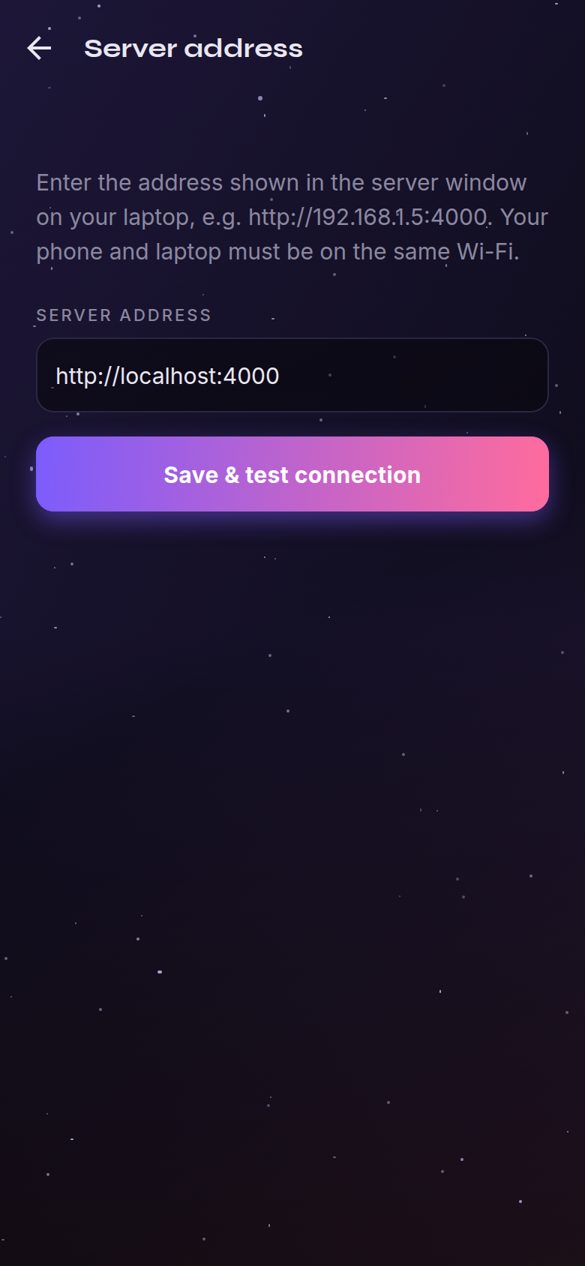 Server address
Enter the address shown in the server window
on your laptop, e.g. http://192.168.1.5:4000. Your
phone and laptop must be on the same Wi-Fi.
SERVER ADDRESS
http://localhost:4000
Save & test connection